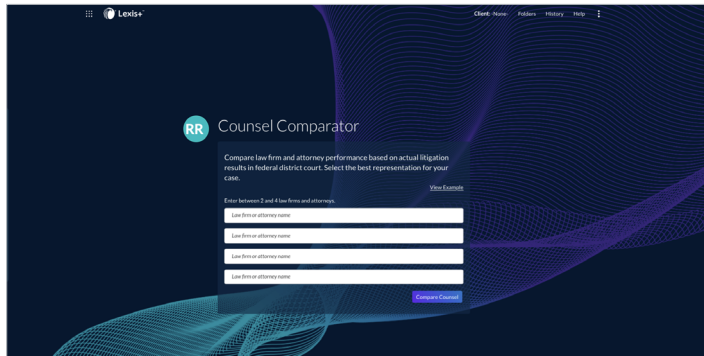 Lexis+
Client: -None- Folders History Help
RR Counsel Comparator
Compare law firm and attorney performance based on actual litigation
results in federal district court. Select the best representation for your
case.
View Example
Enter between 2 and 4 law firms and attorneys.
Law firm or attorney name
Law firm or attorney name
Law firm or attorney name
Law firm or attorney name
Compare Counsel